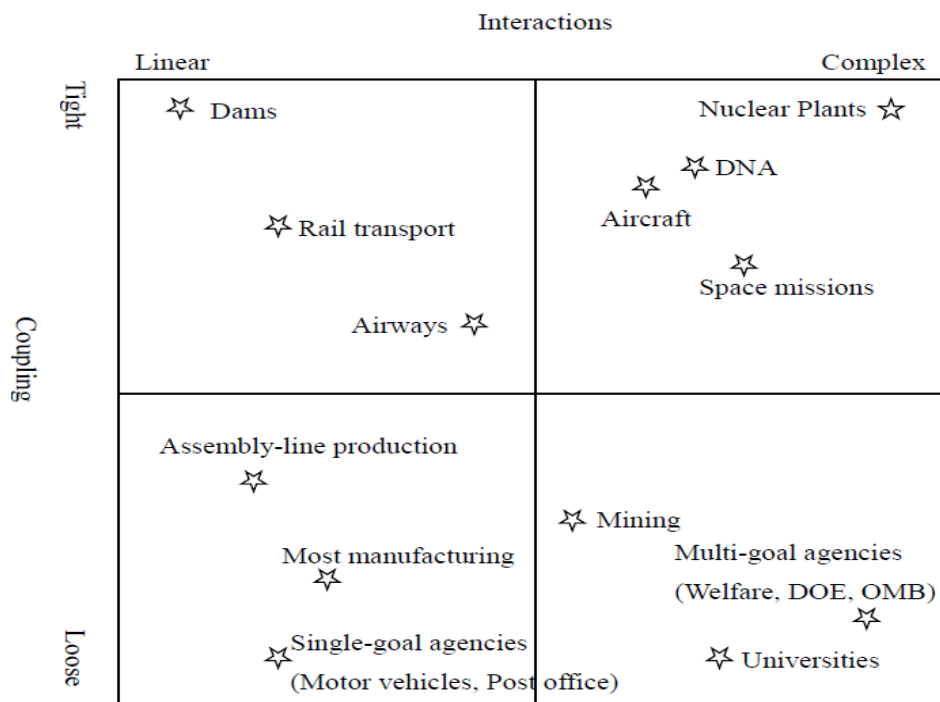 Interactions
Linear
Complex
Tight
Dams
Nuclear Plants
DNA
Aircraft
Rail transport
Space missions
Airways
Coupling
Assembly-line production
Mining
Most manufacturing
Multi-goal agencies
(Welfare, DOE, OMB)
Loose
Single-goal agencies
(Motor vehicles, Post office)
Universities